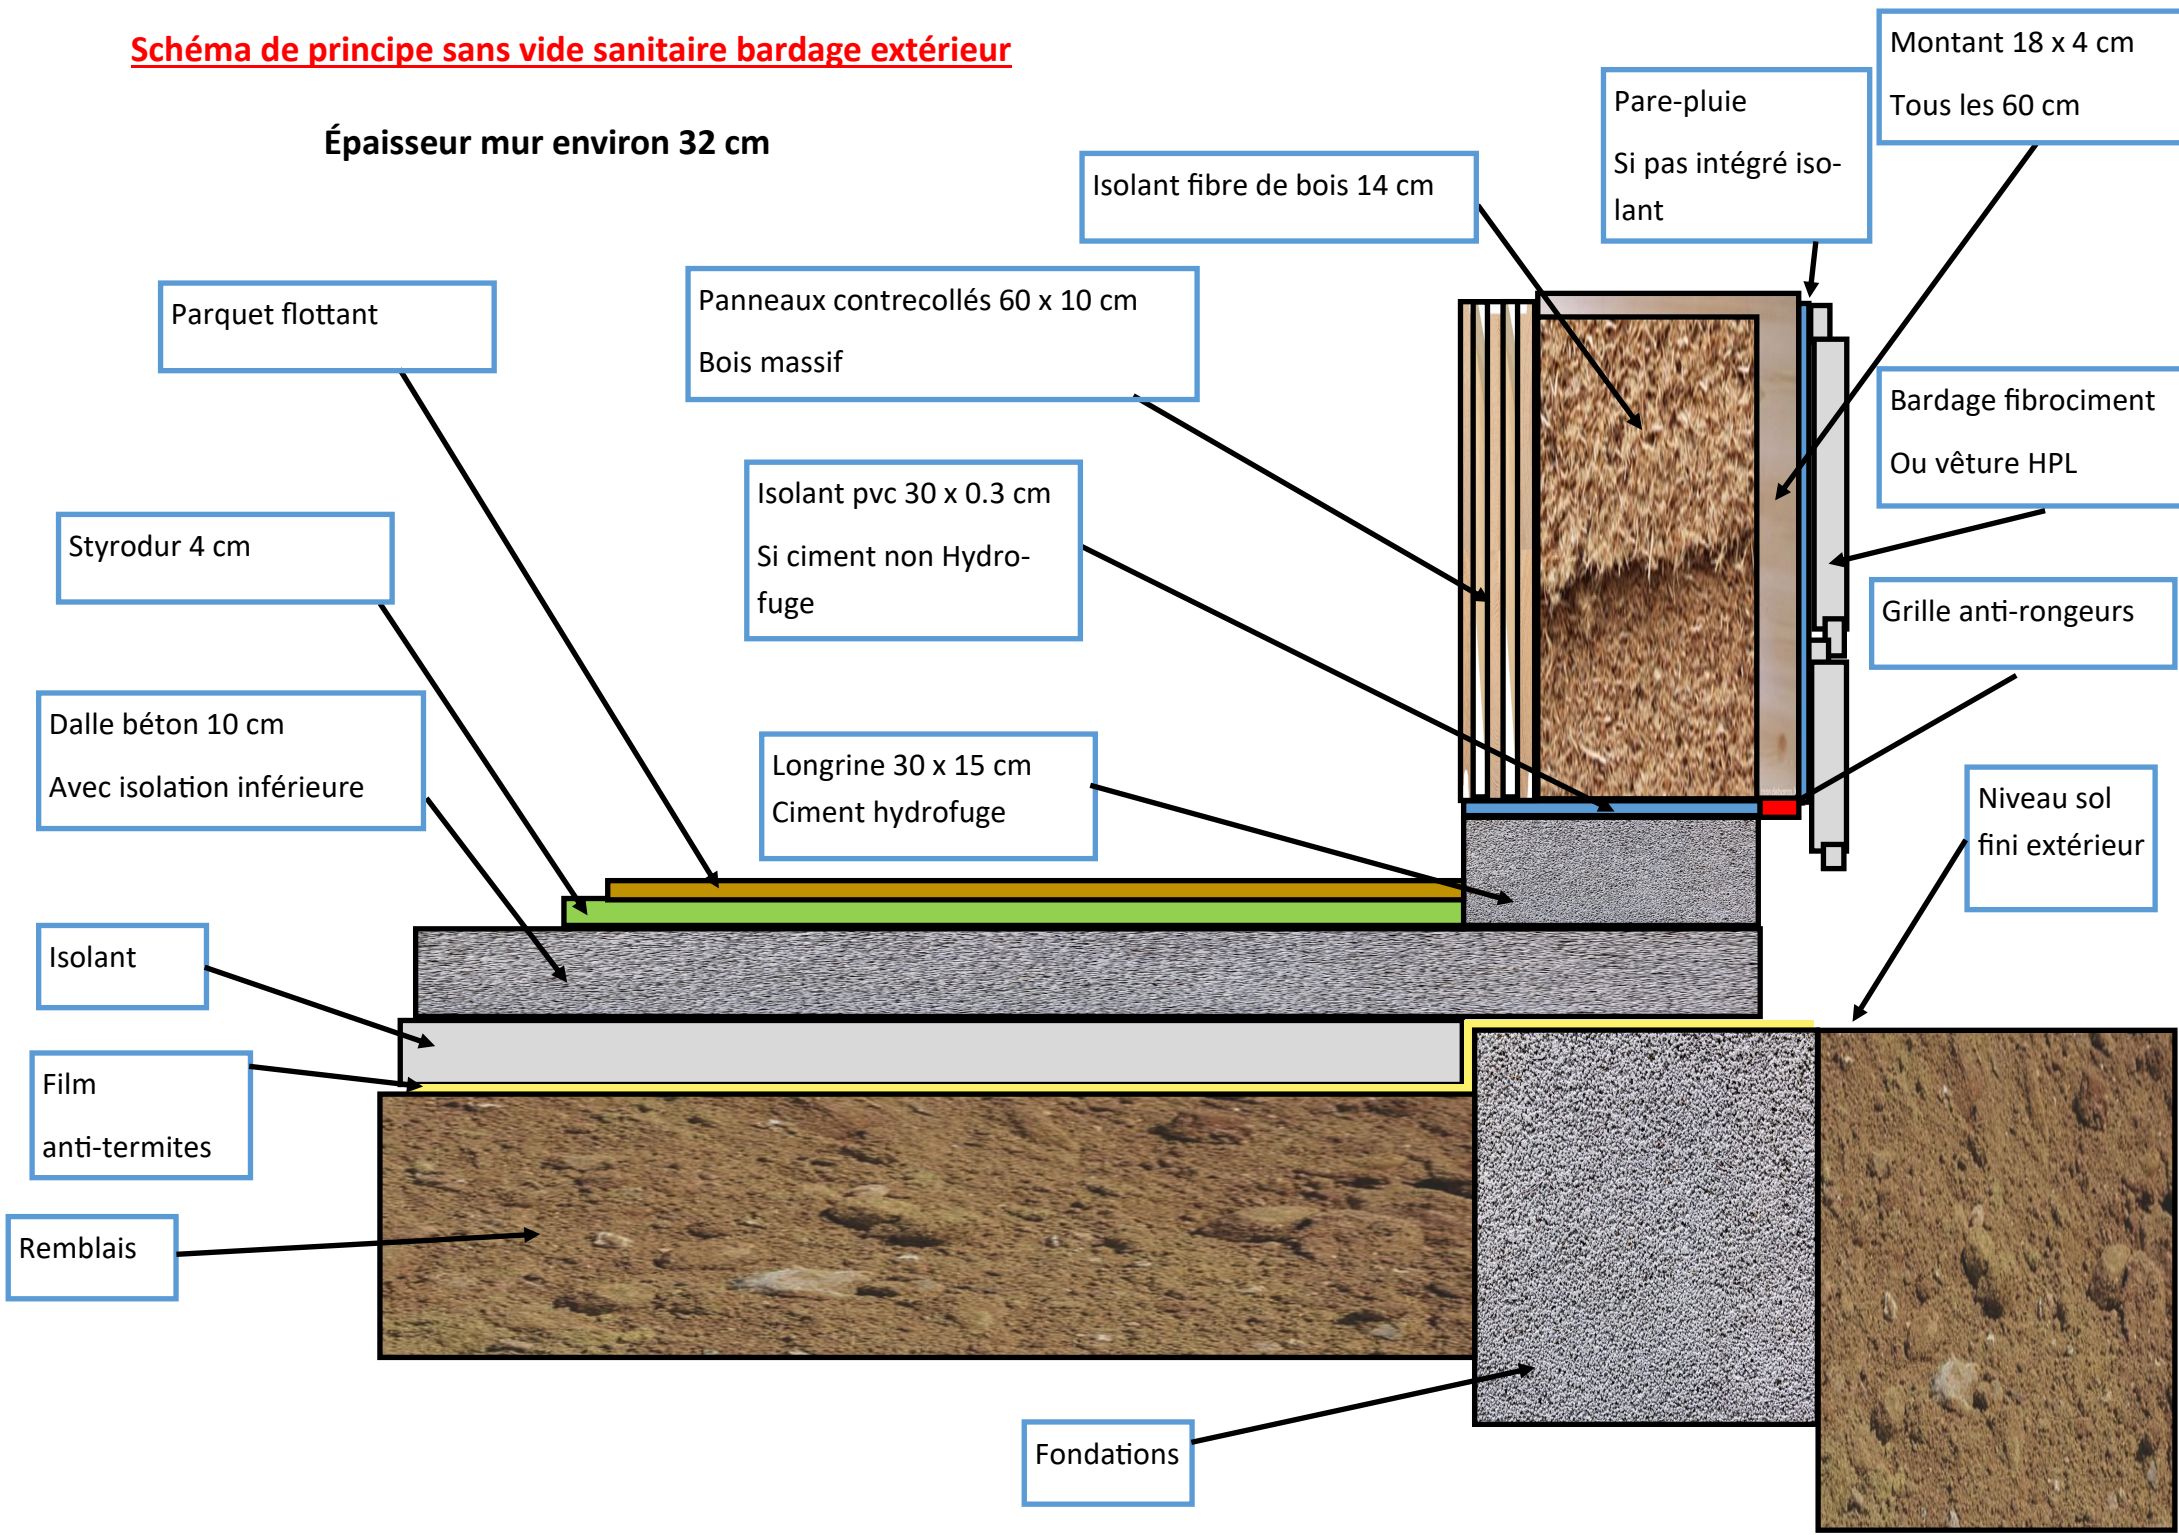 Schéma de principe sans vide sanitaire bardage extérieur
Épaisseur mur environ 32 cm
Montant 18 x 4 cm
Tous les 60 cm
Pare-pluie
Si pas intégré iso-
lant
Isolant fibre de bois 14 cm
Panneaux contrecollés 60 x 10 cm
Bois massif
Parquet flottant
Bardage fibrociment
Ou vêture HPL
Isolant pvc 30 x 0.3 cm
Si ciment non Hydro-
fuge
Styrodur 4 cm
Grille anti-rongeurs
Dalle béton 10 cm
Avec isolation inférieure
Longrine 30 x 15 cm
Ciment hydrofuge
Niveau sol
fini extérieur
Isolant
Film
anti-termites
Remblais
Fondations